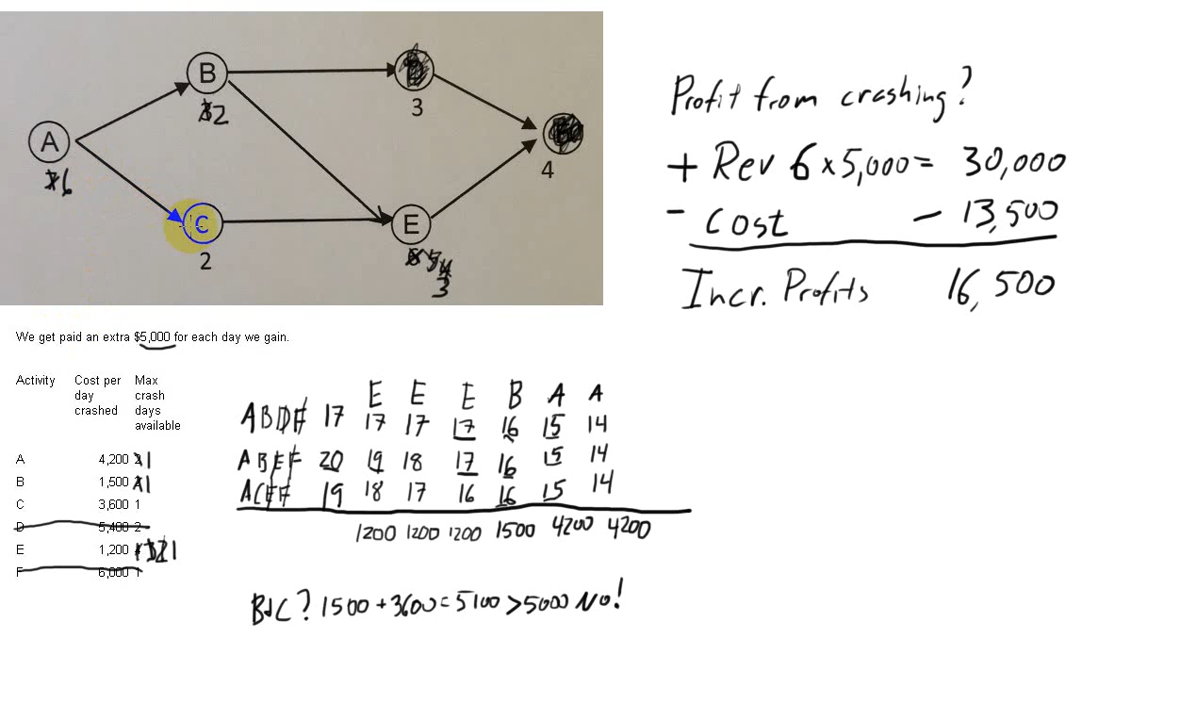 B
2
3
A
6
4
C
2
E
3
Profit from crashing?
+ Rev 6 x 5,000 = 30,000
- Cost - 13,500
Incr. Profits 16,500
We get paid an extra $5,000 for each day we gain.
Activity Cost per day crashed Max crash days available
A 4,200 1
B 1,500 1
C 3,600 1
D 5,400 2
E 1,200 1
F 6,000 1
E E E B A A
ABDF 17 17 17 17 16 15 14
ABEF 20 19 18 17 16 15 14
ACEF 19 18 17 16 16 15 14
1200 1200 1200 1500 4200 4200
B+C? 1500 + 3600 = 5100 > 5000 No!